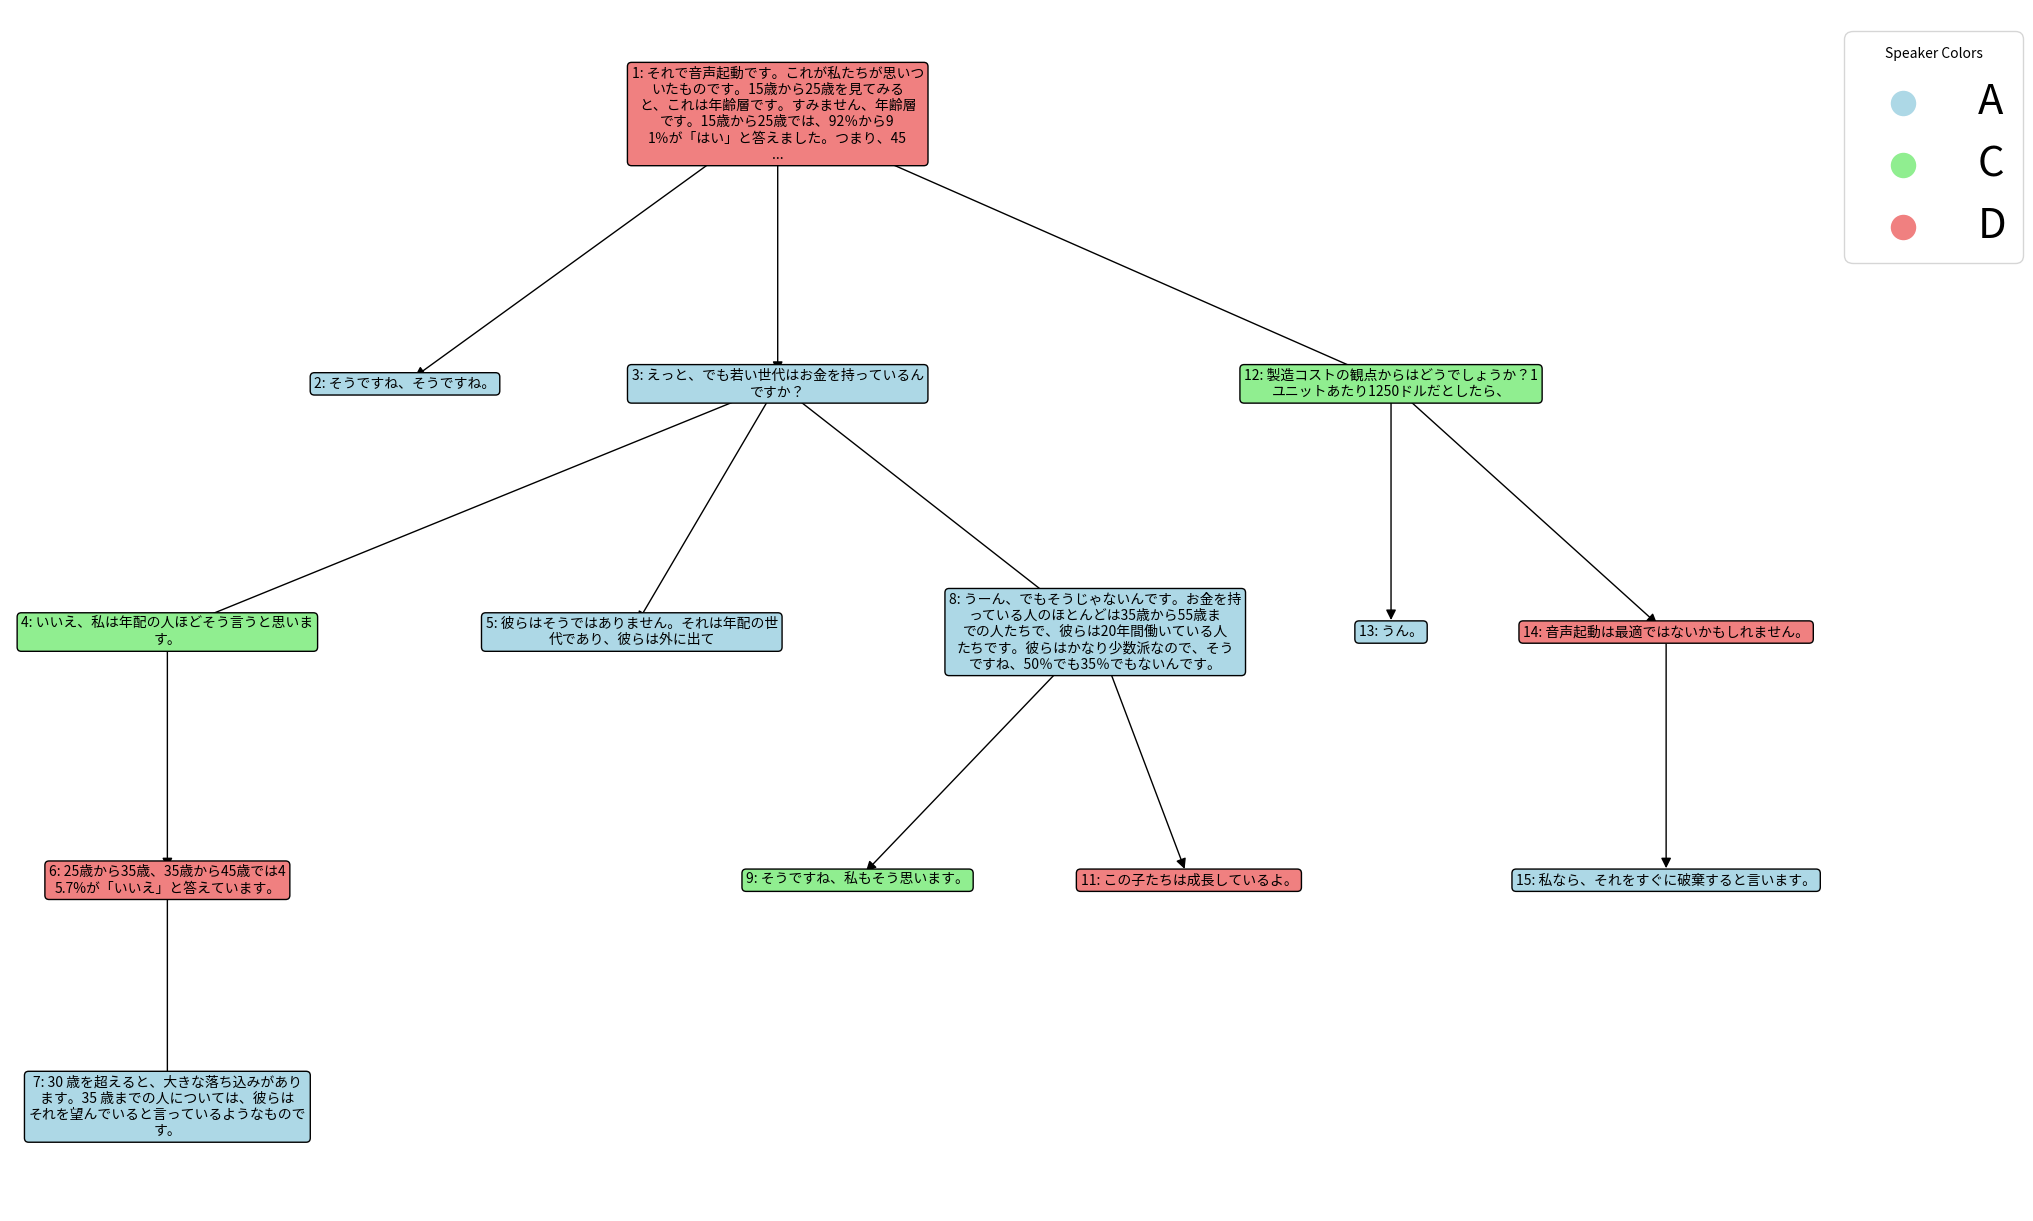 1: それで音声起動です。これが私たちが思いつ
いたものです。15歳から25歳を見てみる
と、これは年齢層です。すみません、年齢層
です。15歳から25歳では、92%から9
1%が「はい」と答えました。つまり、45
...
Speaker Colors
A
C
D
2: そうですね、そうですね。
3: えっと、でも若い世代はお金を持っているん
ですか？
12: 製造コストの観点からはどうでしょうか？1
ユニットあたり1250ドルだとしたら、
4: いいえ、私は年配の人ほどそう言うと思いま
す。
5: 彼らはそうではありません。それは年配の世
代であり、彼らは外に出て
8: うーん、でもそうじゃないんです。お金を持
っている人のほとんどは35歳から55歳ま
での人たちで、彼らは20年間働いている人
たちです。彼らはかなり少数派なので、そう
ですね、50%でも35%でもないんです。
13: うん。
14: 音声起動は最適ではないかもしれません。
6: 25歳から35歳、35歳から45歳では4
5.7%が「いいえ」と答えています。
9: そうですね、私もそう思います。
11: この子たちは成長しているよ。
15: 私なら、それをすぐに破棄すると言います。
7: 30 歳を超えると、大きな落ち込みがあり
ます。35 歳までの人については、彼らは
それを望んでいると言っているようなもので
す。